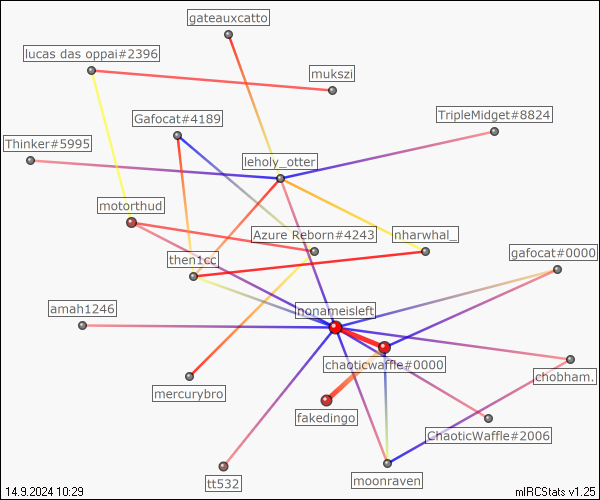 gateauxcatto
lucas das oppai#2396
mukszi
TripleMidget#8824
Gafocat#4189
Thinker#5995
leholy_otter
motorthud
Azure Reborn#4243
nharwhal_
gafocat#0000
then1cc
amah1246
nonameisleft
chaoticwaffle#0000
chobham.
mercurybro
fakedingo
ChaoticWaffle#2006
tt532
moonraven
14.9.2024 10:29
mIRCStats v1.25